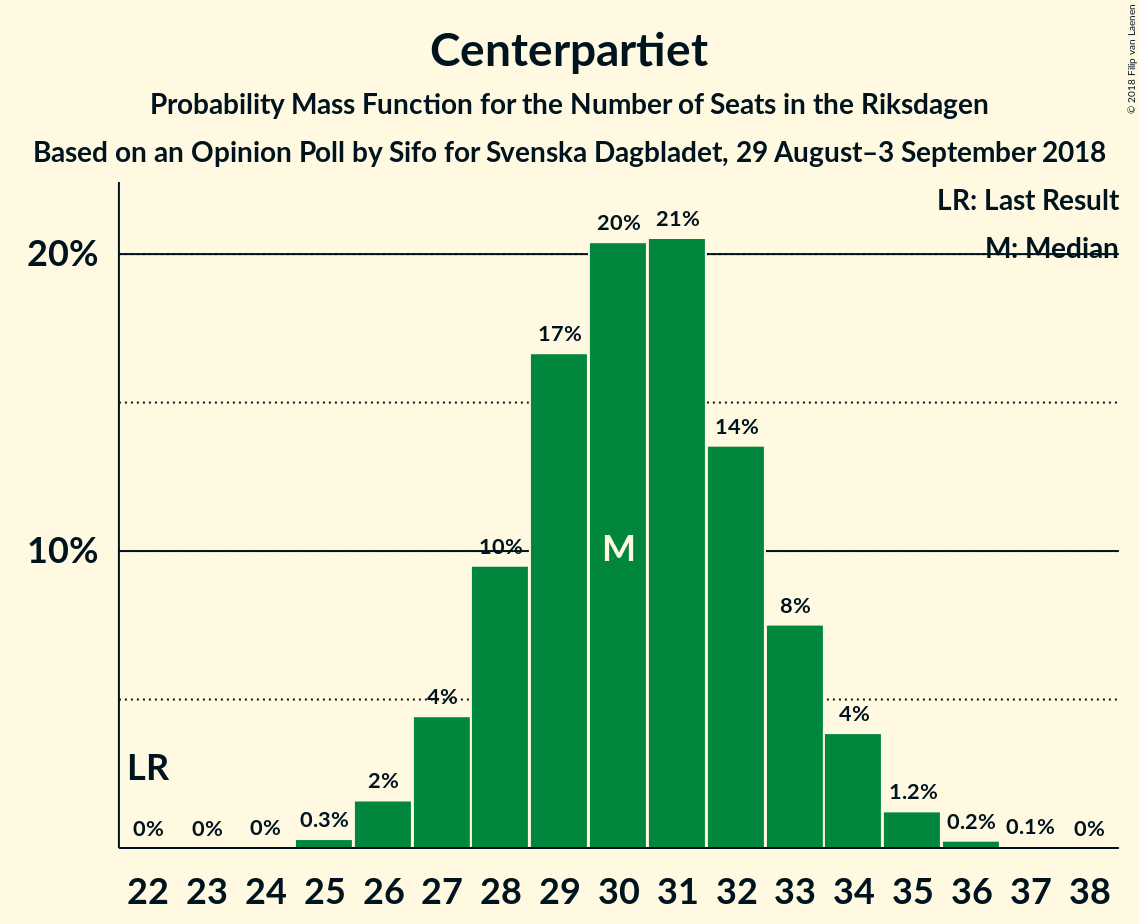 Centerpartiet
Probability Mass Function for the Number of Seats in the Riksdagen
Based on an Opinion Poll by Sifo for Svenska Dagbladet, 29 August–3 September 2018
© 2018 Filip van Laenen
LR: Last Result
M: Median
20%
10%
0% 0% 0% 0.3% 2% 4% 10% 17% 20% 21% 14% 8% 4% 1.2% 0.2% 0.1% 0%
LR
M
22 23 24 25 26 27 28 29 30 31 32 33 34 35 36 37 38